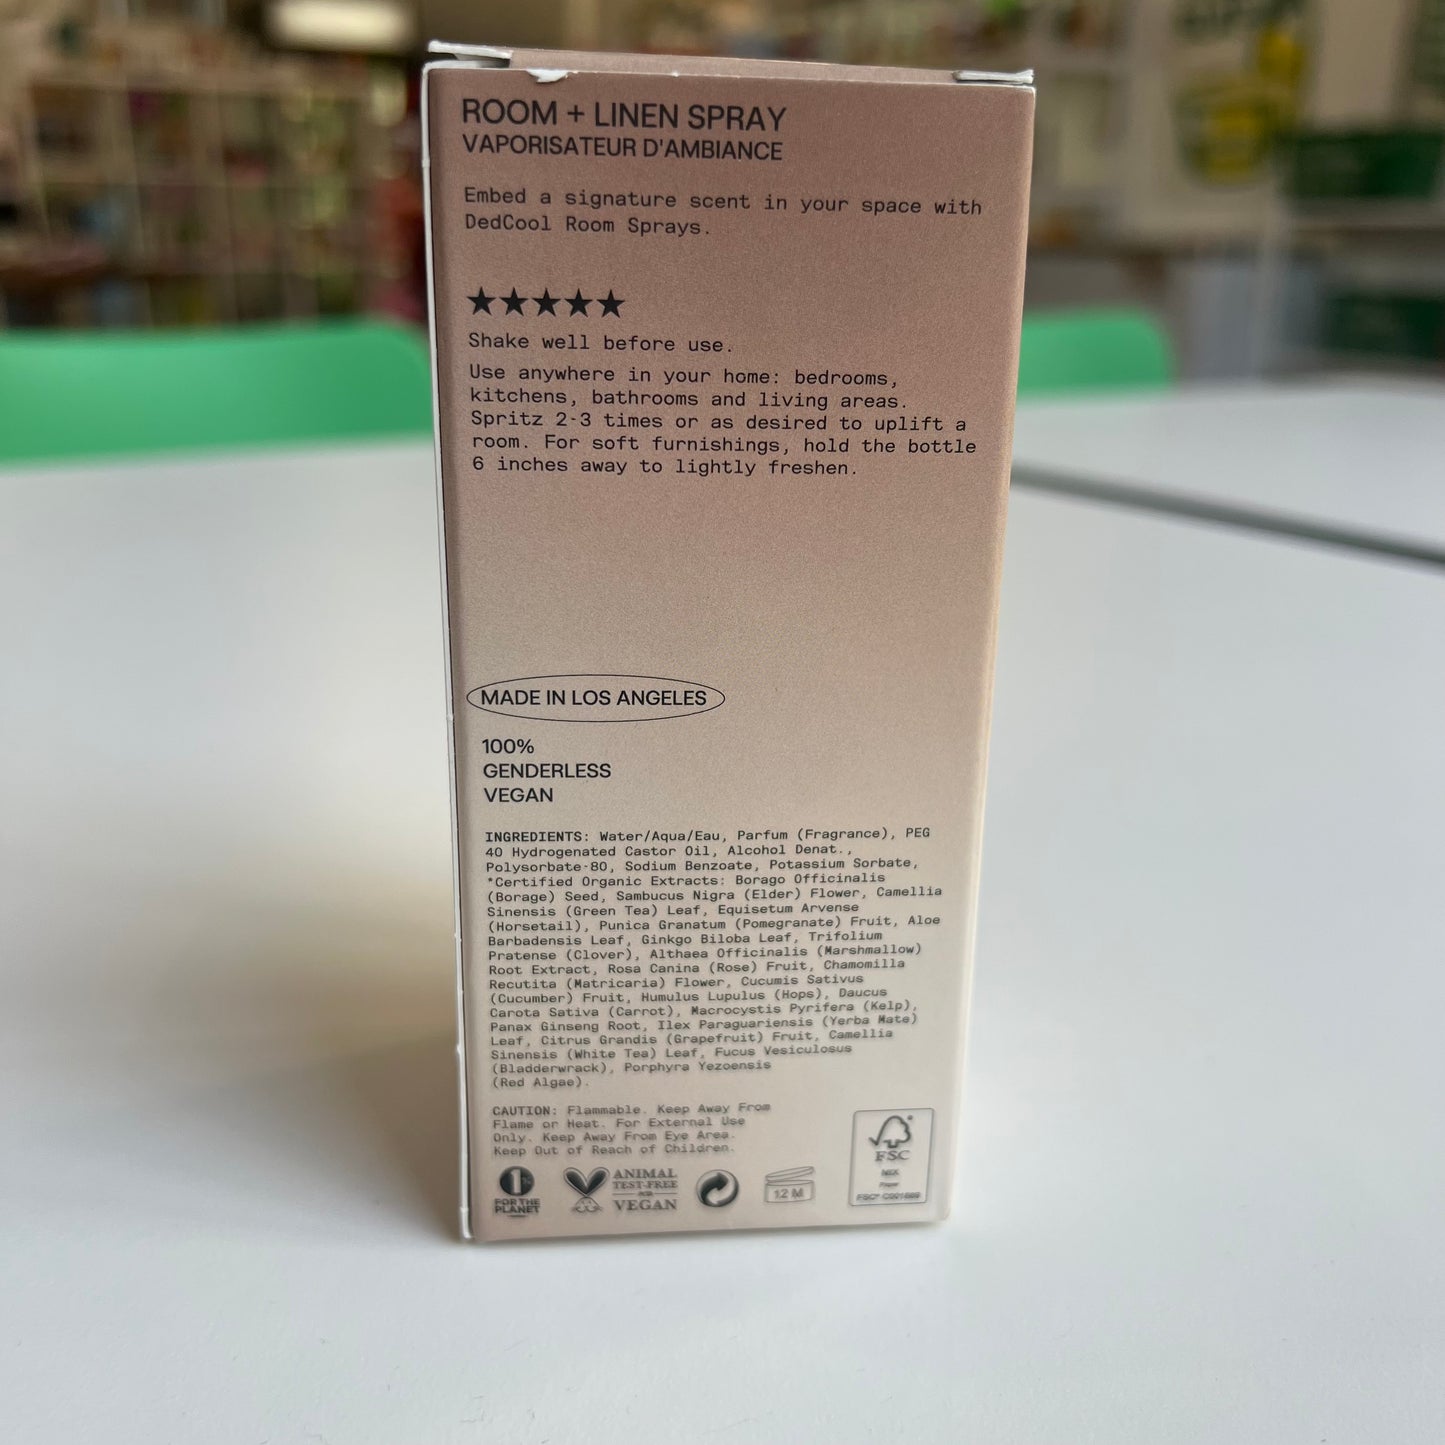 ROOM + LINEN SPRAY
VAPORISATEUR D'AMBIANCE
Embed a signature scent in your space with
DedCool Room Sprays.
★★★★★
Shake well before use.
Use anywhere in your home: bedrooms,
kitchens, bathrooms and living areas.
Spritz 2-3 times or as desired to uplift a
room. For soft furnishings, hold the bottle
6 inches away to lightly freshen.
MADE IN LOS ANGELES
100%
GENDERLESS
VEGAN
INGREDIENTS: Water/Aqua/Eau, Parfum (Fragrance), PEG
40 Hydrogenated Castor Oil, Alcohol Denat.,
Polysorbate-80, Sodium Benzoate, Potassium Sorbate,
*Certified Organic Extracts: Borago Officinalis
(Borage) Seed, Sambucus Nigra (Elder) Flower, Camellia
Sinensis (Green Tea) Leaf, Equisetum Arvense
(Horsetail), Punica Granatum (Pomegranate) Fruit, Aloe
Barbadensis Leaf, Ginkgo Biloba Leaf, Trifolium
Pratense (Clover), Althaea Officinalis (Marshmallow)
Root Extract, Rosa Canina (Rose) Fruit, Chamomilla
Recutita (Matricaria) Flower, Cucumis Sativus
(Cucumber) Fruit, Humulus Lupulus (Hops), Daucus
Carota Sativa (Carrot), Macrocystis Pyrifera (Kelp),
Panax Ginseng Root, Ilex Paraguariensis (Yerba Mate)
Leaf, Citrus Grandis (Grapefruit) Fruit, Camellia
Sinensis (White Tea) Leaf, Fucus Vesiculosus
(Bladderwrack), Porphyra Yezoensis
(Red Algae).
CAUTION: Flammable. Keep Away From
Flame or Heat. For External Use
Only. Keep Away From Eye Area.
Keep Out of Reach of Children.
1%
FOR THE
PLANET
ANIMAL
TEST-FREE
FOR
VEGAN
12 M
FSC
MIX
Paper